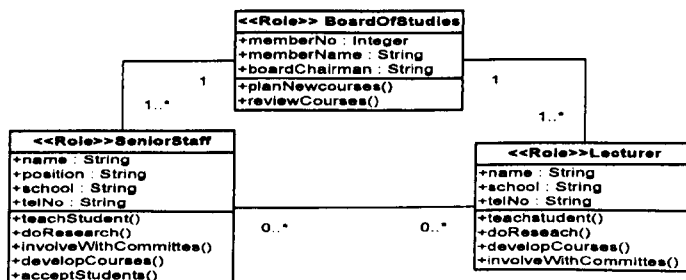 <<Role>> BoardOfStudies
+memberNo : Integer
+memberName : String
+boardChairman : String
+planNewcourses()
+reviewCourses()
1
1
1..*
1..*
<<Role>>SeniorStaff
+name : String
+position : String
+school : String
+telNo : String
+teachStudent()
+doResearch()
+involveWithCommittes()
+developCourses()
+acceptStudents()
0..*
0..*
<<Role>>Lecturer
+name : String
+school : String
+telNo : String
+teachstudent()
+doReseach()
+developCourses()
+involveWithCommittes()